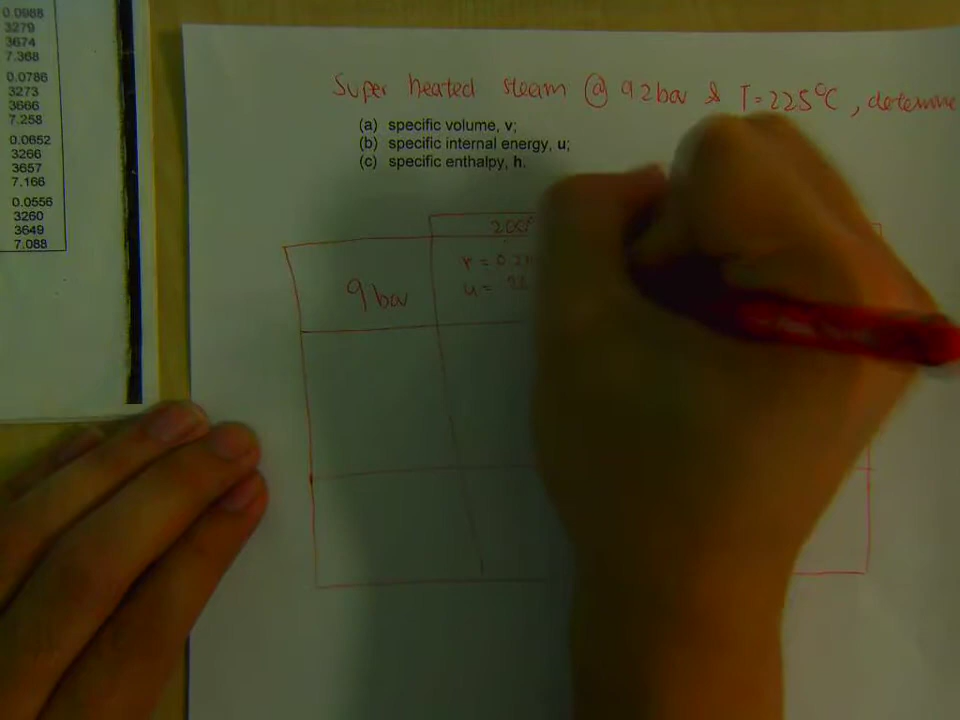 0.0988
3279
3674
7.368
0.0786
3273
3666
7.258
0.0652
3266
3657
7.166
0.0556
3260
3649
7.088
Super heated steam @ 9.2 bar & T=225°C, determine
(a) specific volume, v;
(b) specific internal energy, u;
(c) specific enthalpy, h.
9 bar
v = 0.21
u =